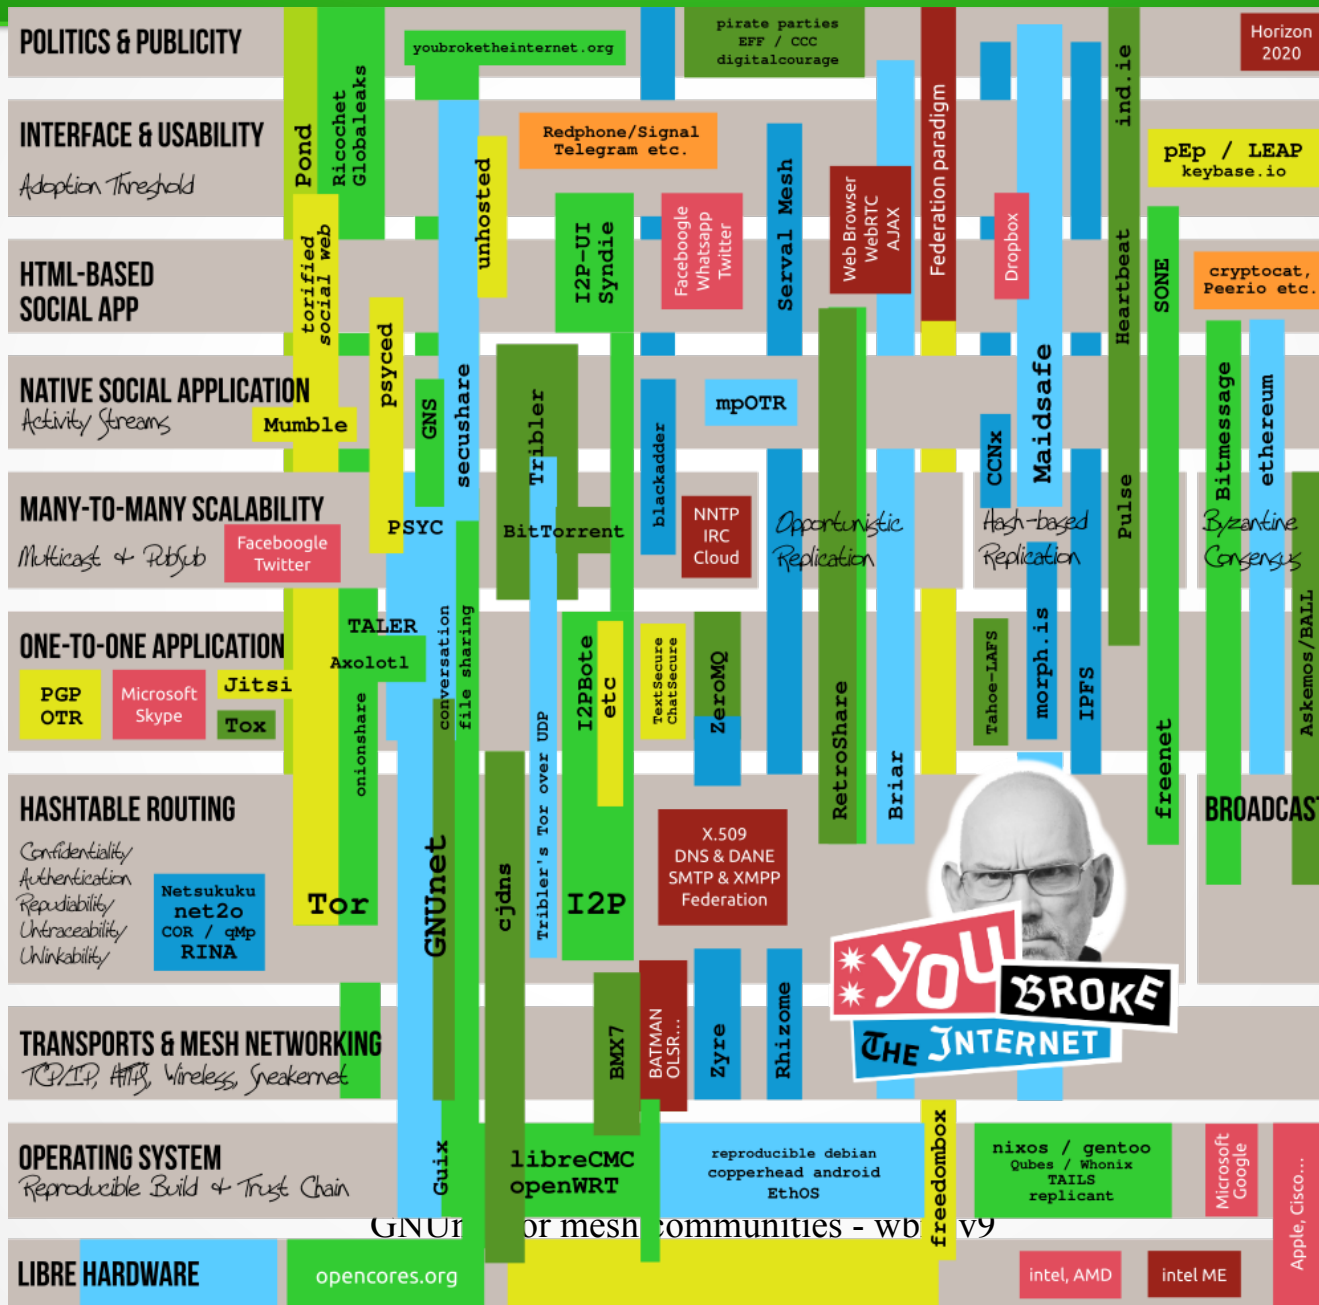 POLITICS & PUBLICITY
youbroketheinternet.org
pirate parties
EFF / CCC
digitalcourage
Horizon
2020
INTERFACE & USABILITY
Adoption Threshold
Pond
Ricochet
Globaleaks
unhosted
Redphone/Signal
Telegram etc.
Serval Mesh
Web Browser
WebRTC
AJAX
Federation paradigm
Dropbox
ind.ie
pEp / LEAP
keybase.io
HTML-BASED
SOCIAL APP
torified
social web
psyced
I2P-UI
Syndie
Faceboogle
Whatsapp
Twitter
Heartbeat
SONE
cryptocat,
Peerio etc.
NATIVE SOCIAL APPLICATION
Activity Streams
Mumble
GNS
secushare
Tribler
blackadder
mpOTR
CCNx
Maidsafe
Bitmessage
ethereum
MANY-TO-MANY SCALABILITY
Multicast + PubSub
Faceboogle
Twitter
PSYC
BitTorrent
NNTP
IRC
Cloud
Opportunistic
Replication
Hash-based
Replication
Pulse
Byzantine
Consensus
ONE-TO-ONE APPLICATION
PGP
OTR
Microsoft
Skype
Jitsi
Tox
TALER
Axolotl
onionshare
conversation
file sharing
Tribler's Tor over UDP
I2PBote
etc
TextSecure
ChatSecure
ZeroMQ
RetroShare
Briar
Tahoe-LAFS
morph.is
IPFS
freenet
Askemos/BALL
HASHTABLE ROUTING
Confidentiality
Authentication
Repudiability
Untraceability
Unlinkability
Netsukuku
net2o
COR / qMp
RINA
Tor
GNUnet
cjdns
I2P
X.509
DNS & DANE
SMTP & XMPP
Federation
BROADCAST
YOU
BROKE
THE INTERNET
TRANSPORTS & MESH NETWORKING
TCP/IP, HTTPS, Wireless, Sneakernet
BMX7
BATMAN
OLSR...
Zyre
Rhizome
OPERATING SYSTEM
Reproducible Build + Trust Chain
Guix
libreCMC
openWRT
reproducible debian
copperhead android
EthOS
freedombox
nixos / gentoo
Qubes / Whonix
TAILS
replicant
Microsoft
Google
Apple, Cisco...
mesh communities - v9
LIBRE HARDWARE
opencores.org
intel, AMD
intel ME